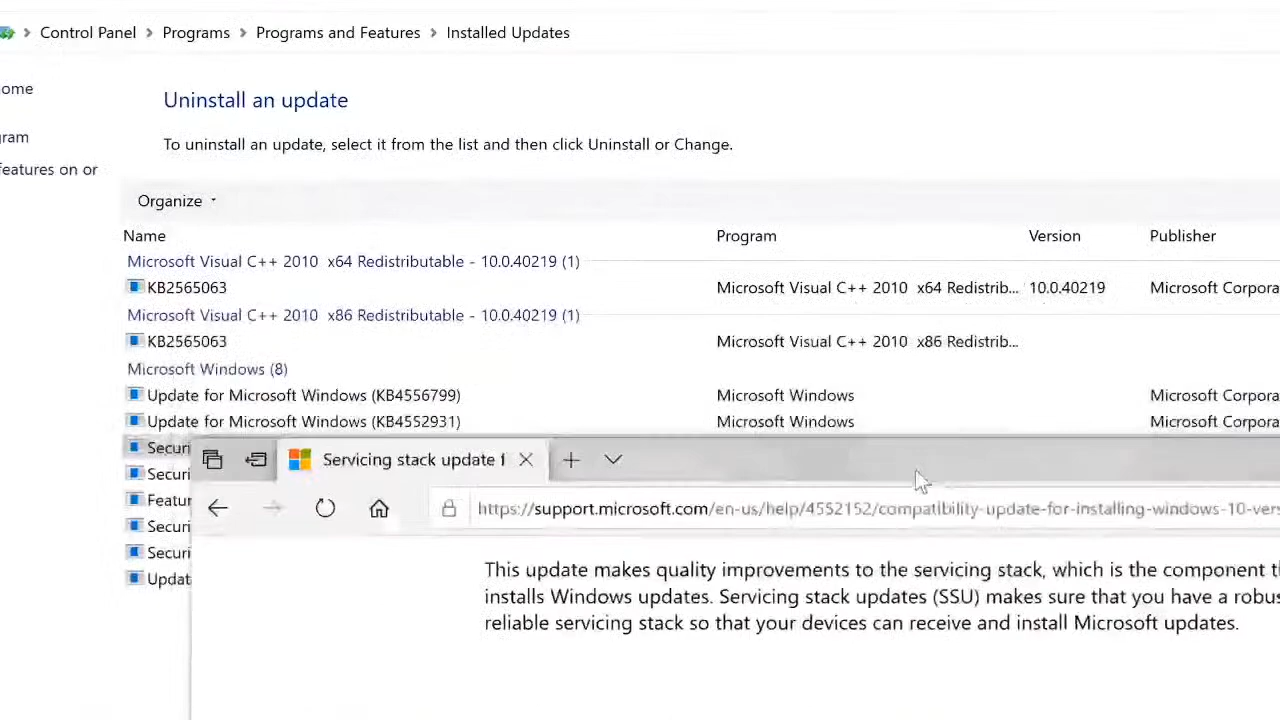 Control Panel > Programs > Programs and Features > Installed Updates
ome
Uninstall an update
gram
To uninstall an update, select it from the list and then click Uninstall or Change.
features on or
Organize
Name Program Version Publisher
Microsoft Visual C++ 2010 x64 Redistributable - 10.0.40219 (1)
KB2565063 Microsoft Visual C++ 2010 x64 Redistrib... 10.0.40219 Microsoft Corpora
Microsoft Visual C++ 2010 x86 Redistributable - 10.0.40219 (1)
KB2565063 Microsoft Visual C++ 2010 x86 Redistrib...
Microsoft Windows (8)
Update for Microsoft Windows (KB4556799) Microsoft Windows Microsoft Corpora
Update for Microsoft Windows (KB4552931) Microsoft Windows Microsoft Corpora
Securi
Securi
Featur
Securi
Securi
Updat
Servicing stack update f
https://support.microsoft.com/en-us/help/4552152/compatibility-update-for-installing-windows-10-vers
This update makes quality improvements to the servicing stack, which is the component th
installs Windows updates. Servicing stack updates (SSU) makes sure that you have a robus
reliable servicing stack so that your devices can receive and install Microsoft updates.